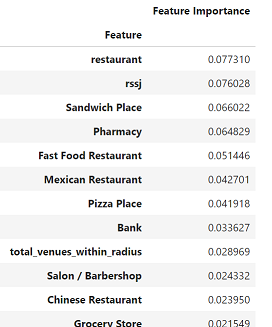 Feature Importance
Feature
restaurant 0.077310
rssj 0.076028
Sandwich Place 0.066022
Pharmacy 0.064829
Fast Food Restaurant 0.051446
Mexican Restaurant 0.042701
Pizza Place 0.041918
Bank 0.033627
total_venues_within_radius 0.028969
Salon / Barbershop 0.024332
Chinese Restaurant 0.023950
Grocery Store 0.021549